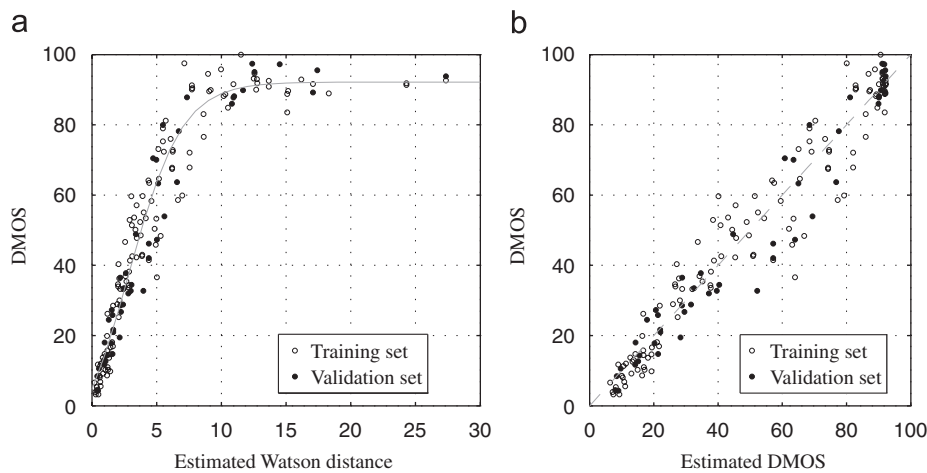 a
100
80
60
40
20
0
DMOS
0 5 10 15 20 25 30
Estimated Watson distance
Training set
Validation set
b
100
80
60
40
20
0
DMOS
0 20 40 60 80 100
Estimated DMOS
Training set
Validation set